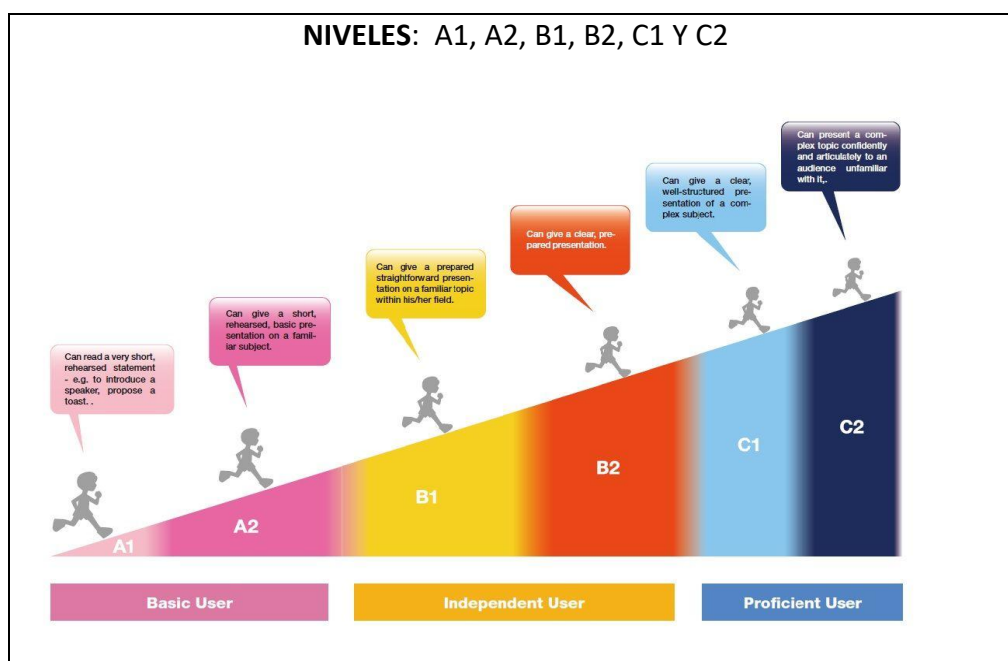 NIVELES: A1, A2, B1, B2, C1 Y C2
Can present a com-
plex topic confidently
and articulately to an
audience unfamiliar
with it,.
Can give a clear,
well-structured pre-
sentation of a com-
plex subject.
Can give a clear, pre-
pared presentation.
Can give a prepared
straightforward presen-
tation on a familiar topic
within his/her field.
Can give a short,
rehearsed, basic pre-
sentation on a famil-
iar subject.
Can read a very short,
rehearsed statement
- e.g. to introduce a
speaker, propose a
toast. .
A1
A2
B1
B2
C1
C2
Basic User
Independent User
Proficient User